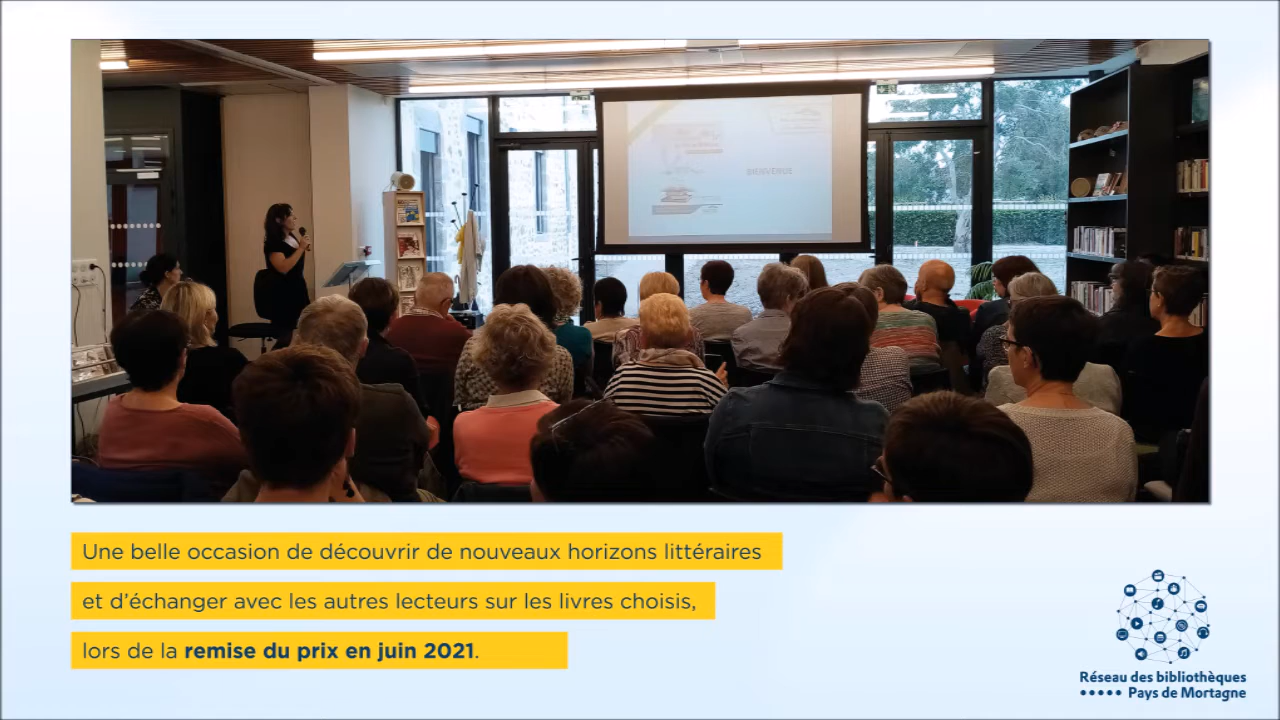 BIENVENUE
Une belle occasion de découvrir de nouveaux horizons littéraires
et d'échanger avec les autres lecteurs sur les livres choisis,
lors de la remise du prix en juin 2021.
Réseau des bibliothèques
Pays de Mortagne